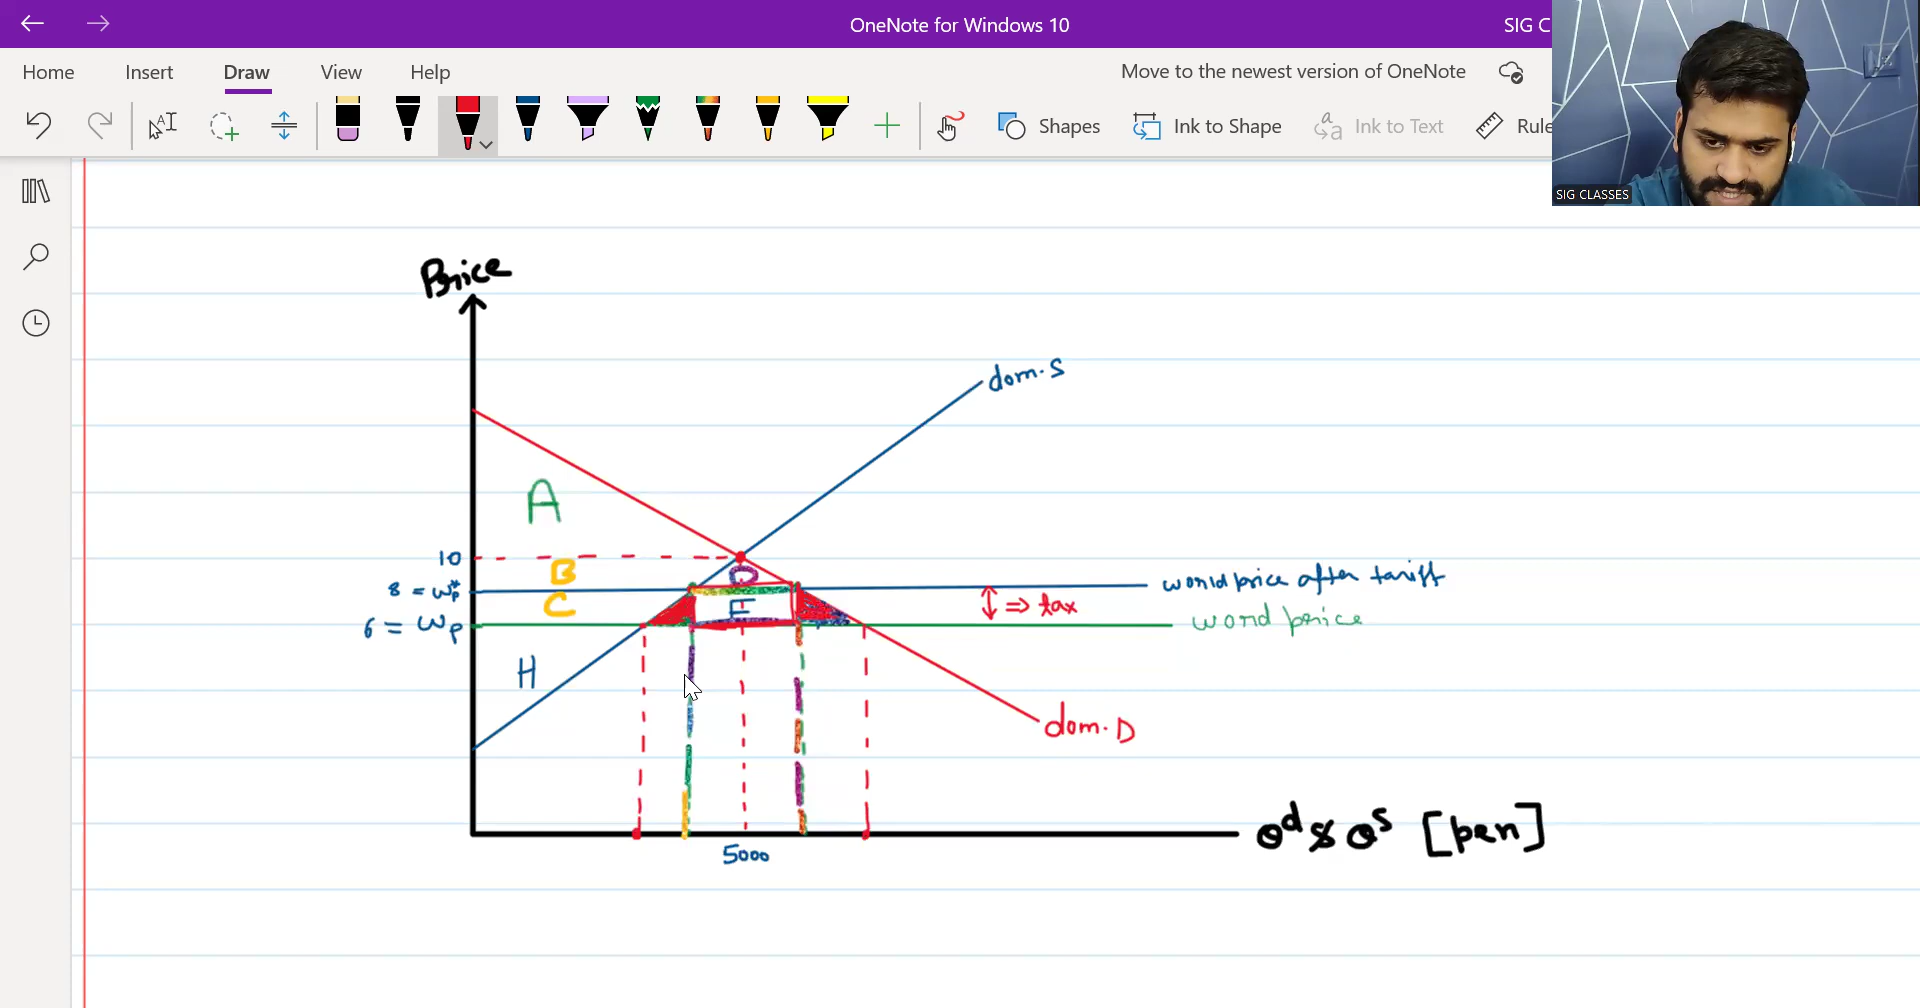 OneNote for Windows 10
SIG C
Home Insert Draw View Help
Move to the newest version of OneNote
Shapes Ink to Shape Ink to Text Rule
SIG CLASSES
Price
dom. S
A
10
B
D
8 = wp*
world price after tariff
C
E
⇒ tax
6 = wp
word price
H
dom. D
5000
Qd & Qs [pen]